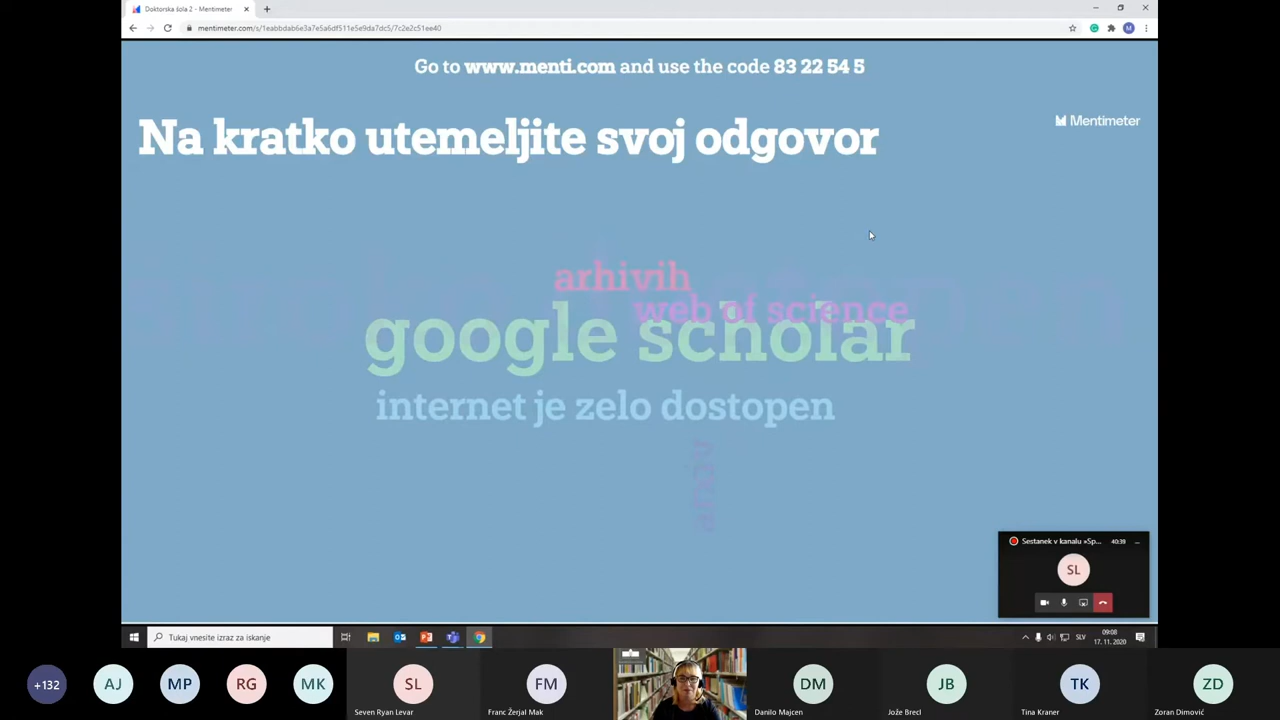 Doktorska šola 2 - Mentimeter
mentimeter.com/s/1eabbdab6e3a7e5a6df511e5e9da7dc5/7c2e2c51ee40
M
Go to www.menti.com and use the code 83 22 54 5
Na kratko utemeljite svoj odgovor
Mentimeter
arhivih
web of science
google scholar
internet je zelo dostopen
Sestanek v kanalu »Sp...
40:39
SL
Tukaj vnesite izraz za iskanje
SLV
09:08
17. 11. 2020
+132
AJ
MP
RG
MK
SL
FM
DM
JB
TK
ZD
Seven Ryan Levar
Franc Žerjal Mak
Danilo Majcen
Jože Brecl
Tina Kraner
Zoran Dimović